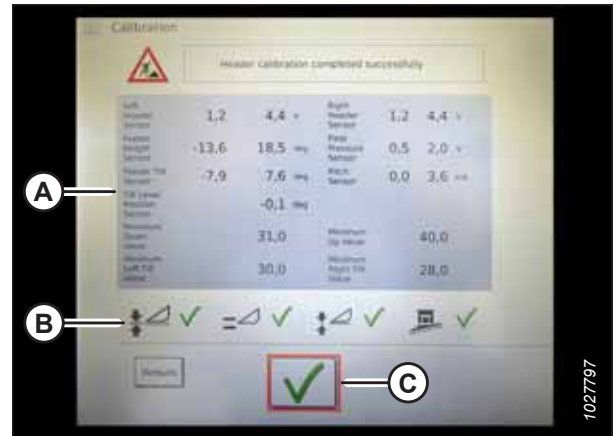 Calibration
Header calibration completed successfully
Left Header Sensor 1,2 4,4 v Right Header Sensor 1,2 4,4 v
Feeder Height Sensor -13,6 18,5 deg Field Pressure Sensor 0,5 2,0 v
Feeder Tilt Sensor -7,9 7,6 deg Pitch Sensor 0,0 3,6
Tilt Level Position Sensor -0,1 deg
Minimum Down Value 31,0 Minimum Up Value 40,0
Minimum Left Tilt Value 30,0 Minimum Right Tilt Value 28,0
A
B
Return
C
1027797